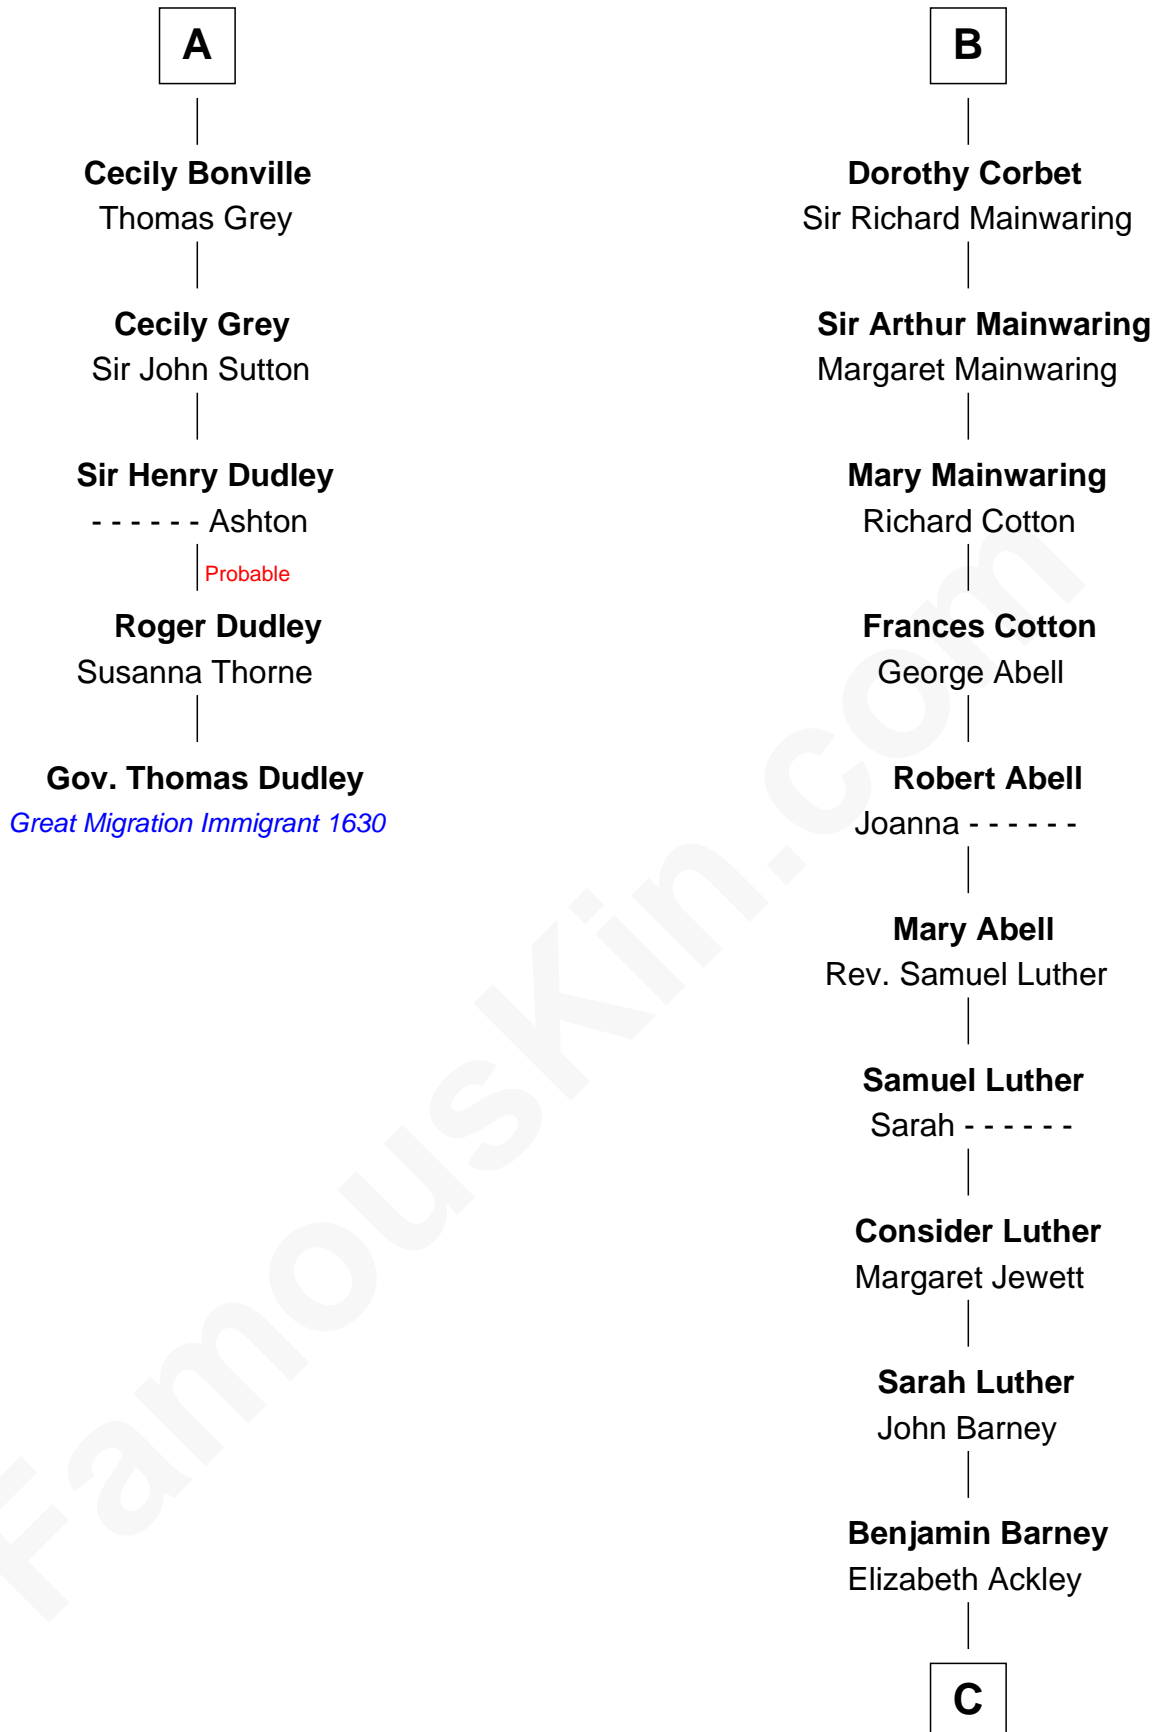 A
Cecily Bonville
Thomas Grey
Cecily Grey
Sir John Sutton
Sir Henry Dudley
- - - - - - Ashton
Probable
Roger Dudley
Susanna Thorne
Gov. Thomas Dudley
Great Migration Immigrant 1630
B
Dorothy Corbet
Sir Richard Mainwaring
Sir Arthur Mainwaring
Margaret Mainwaring
Mary Mainwaring
Richard Cotton
Frances Cotton
George Abell
Robert Abell
Joanna - - - - - -
Mary Abell
Rev. Samuel Luther
Samuel Luther
Sarah - - - - - -
Consider Luther
Margaret Jewett
Sarah Luther
John Barney
Benjamin Barney
Elizabeth Ackley
C
FamousKin.com